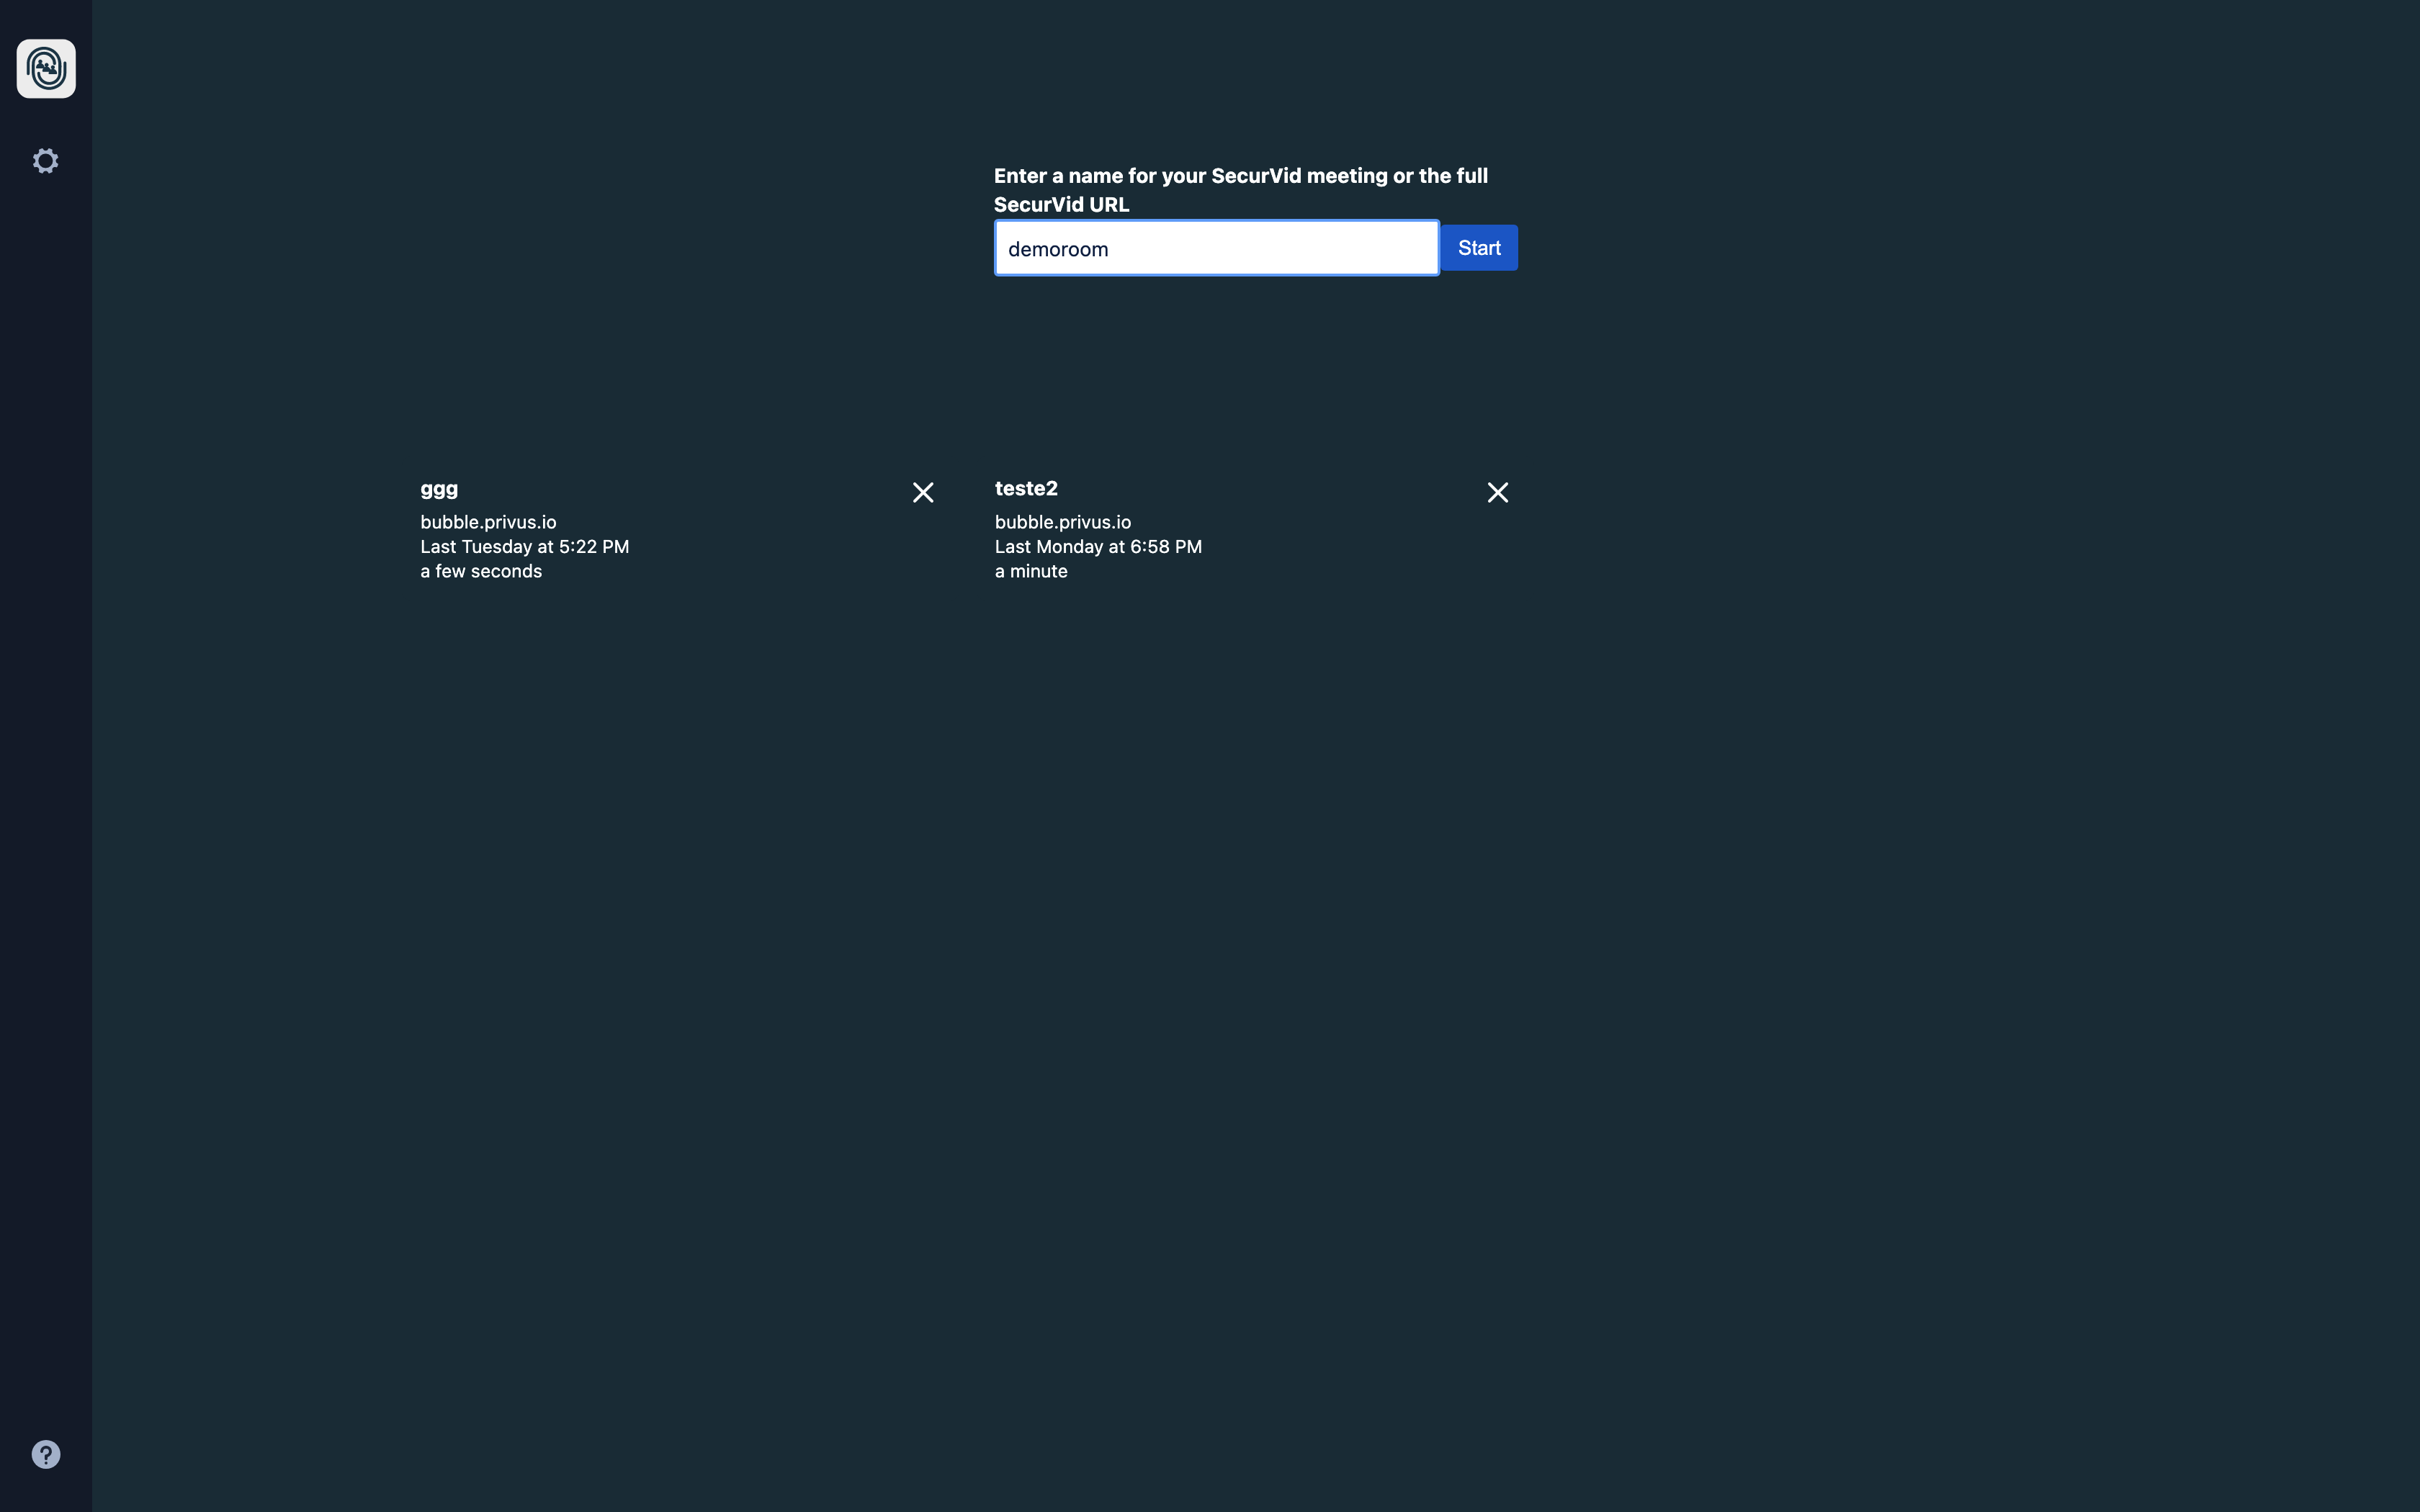 Enter a name for your SecurVid meeting or the full
SecurVid URL
demoroom
Start
ggg
bubble.privus.io
Last Tuesday at 5:22 PM
a few seconds
teste2
bubble.privus.io
Last Monday at 6:58 PM
a minute